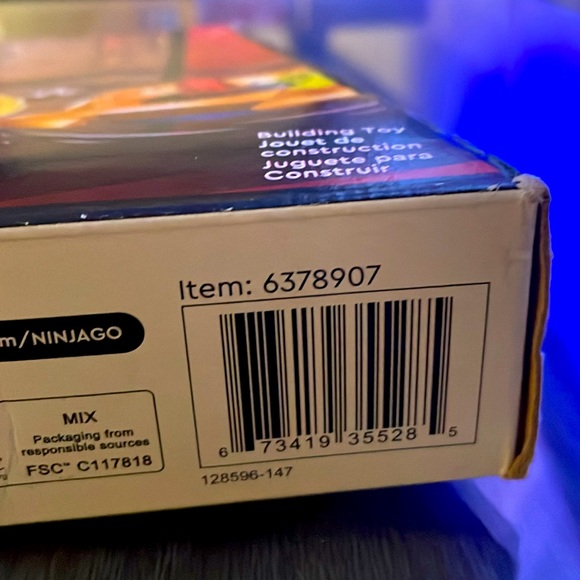 Building Toy
Jouet de
construction
Juguete para
Construir
Item: 6378907
m/NINJAGO
MIX
Packaging from
responsible sources
FSC™ C117818
6 73419 35528 5
128596-147